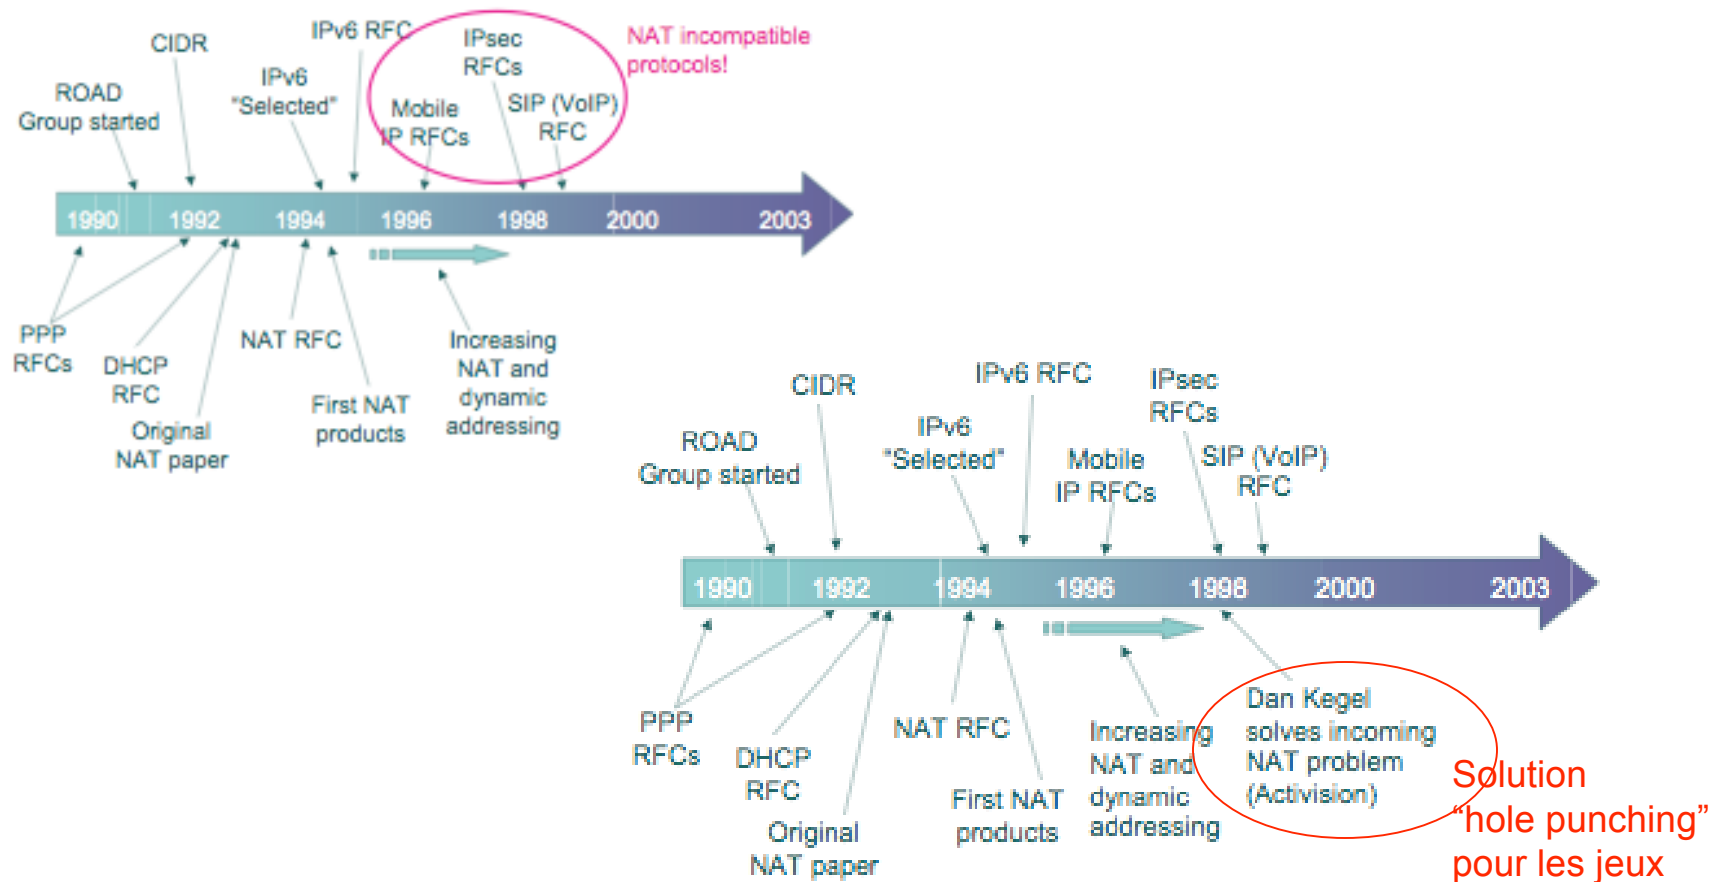 CIDR
IPv6 RFC
IPsec
RFCs
NAT incompatible
protocols!
ROAD
Group started
IPv6
"Selected"
Mobile
IP RFCs
SIP (VoIP)
RFC
1990 1992 1994 1996 1998 2000 2003
PPP
RFCs
DHCP
RFC
Original
NAT paper
NAT RFC
First NAT
products
Increasing
NAT and
dynamic
addressing
CIDR
IPv6 RFC
IPsec
RFCs
ROAD
Group started
IPv6
"Selected"
Mobile
IP RFCs
SIP (VoIP)
RFC
1990 1992 1994 1996 1998 2000 2003
PPP
RFCs
DHCP
RFC
Original
NAT paper
NAT RFC
First NAT
products
Increasing
NAT and
dynamic
addressing
Dan Kegel
solves incoming
NAT problem
(Activision)
Solution
“hole punching”
pour les jeux